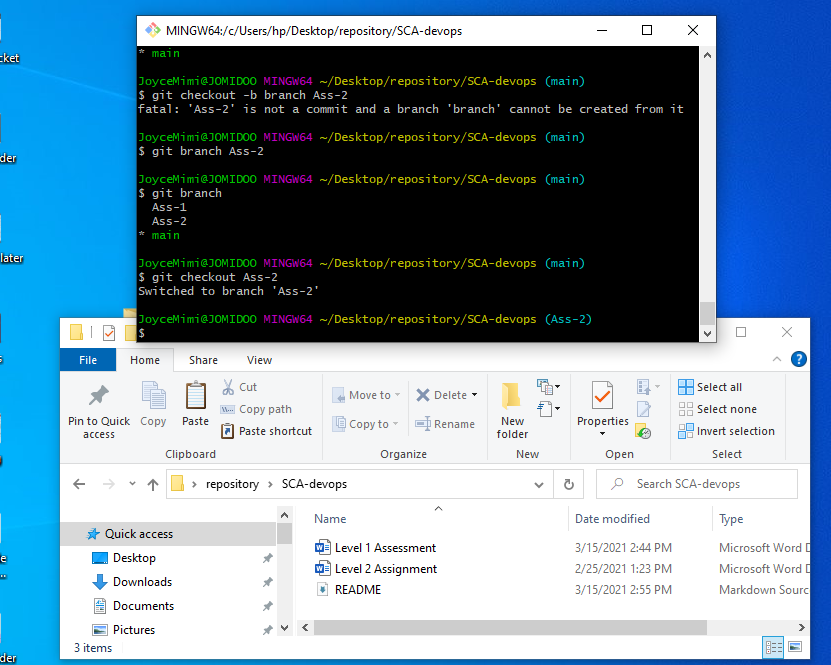 MINGW64:/c/Users/hp/Desktop/repository/SCA-devops
* main
JoyceMimi@JOMIDOO MINGW64 ~/Desktop/repository/SCA-devops (main)
$ git checkout -b branch Ass-2
fatal: 'Ass-2' is not a commit and a branch 'branch' cannot be created from it
JoyceMimi@JOMIDOO MINGW64 ~/Desktop/repository/SCA-devops (main)
$ git branch Ass-2
JoyceMimi@JOMIDOO MINGW64 ~/Desktop/repository/SCA-devops (main)
$ git branch
Ass-1
Ass-2
* main
JoyceMimi@JOMIDOO MINGW64 ~/Desktop/repository/SCA-devops (main)
$ git checkout Ass-2
Switched to branch 'Ass-2'
JoyceMimi@JOMIDOO MINGW64 ~/Desktop/repository/SCA-devops (Ass-2)
$
cket
der
later
der
File Home Share View
Pin to Quick access
Copy
Paste
Cut
Copy path
Paste shortcut
Clipboard
Move to
Copy to
Delete
Rename
Organize
New folder
New
Properties
Open
Select all
Select none
Invert selection
Select
repository > SCA-devops
Search SCA-devops
Quick access
Desktop
Downloads
Documents
Pictures
Name Date modified Type
Level 1 Assessment 3/15/2021 2:44 PM Microsoft Word D
Level 2 Assignment 2/25/2021 1:23 PM Microsoft Word D
README 3/15/2021 2:55 PM Markdown Sourc
3 items